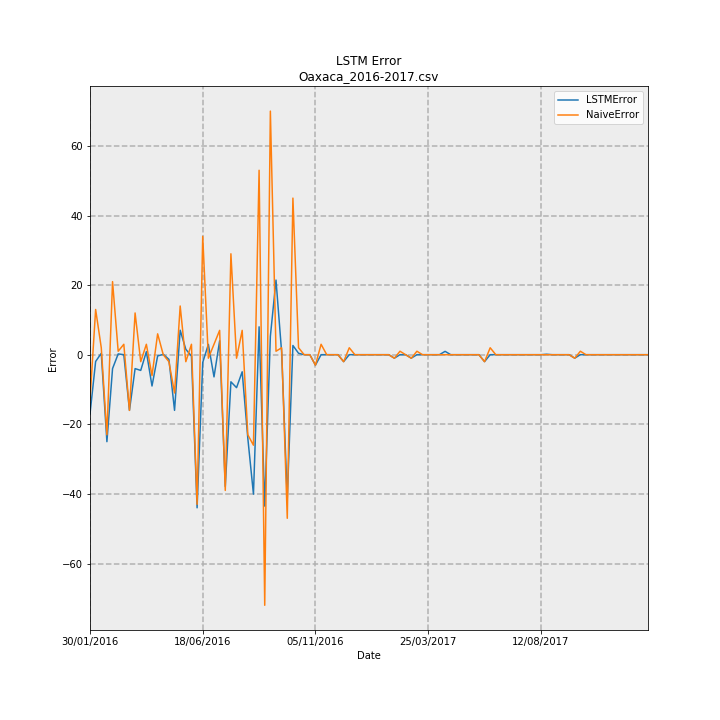 LSTM Error
Oaxaca_2016-2017.csv
LSTMError
NaiveError
60
40
20
0
−20
−40
−60
Error
30/01/2016
18/06/2016
05/11/2016
25/03/2017
12/08/2017
Date